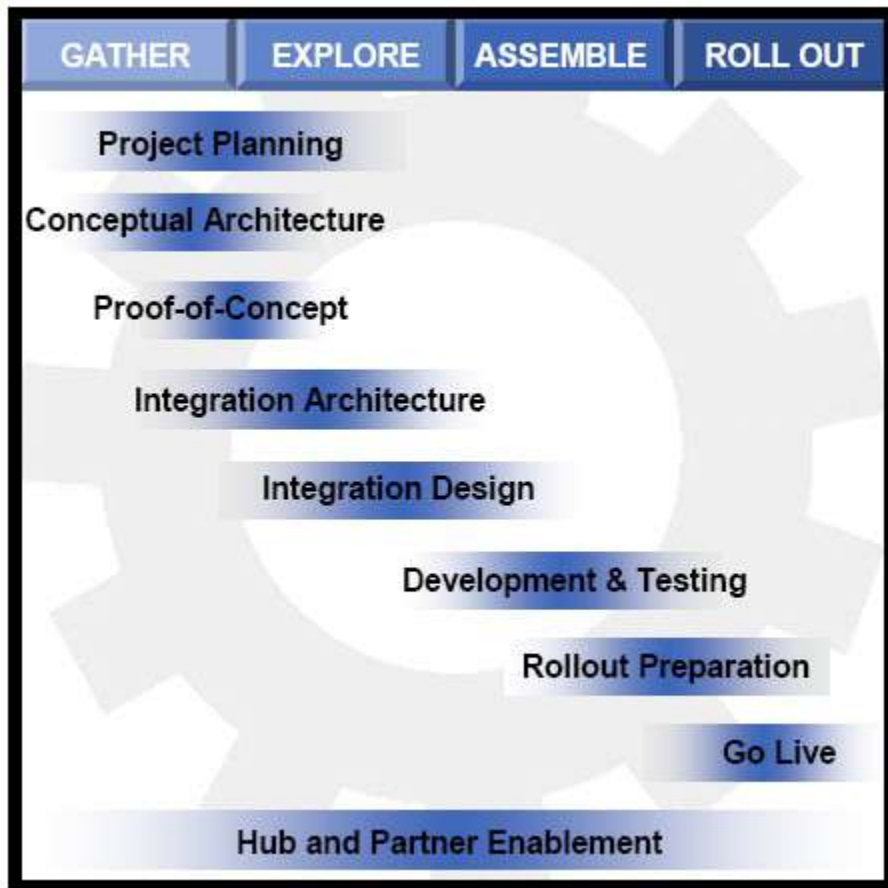 GATHER EXPLORE ASSEMBLE ROLL OUT
Project Planning
Conceptual Architecture
Proof-of-Concept
Integration Architecture
Integration Design
Development & Testing
Rollout Preparation
Go Live
Hub and Partner Enablement